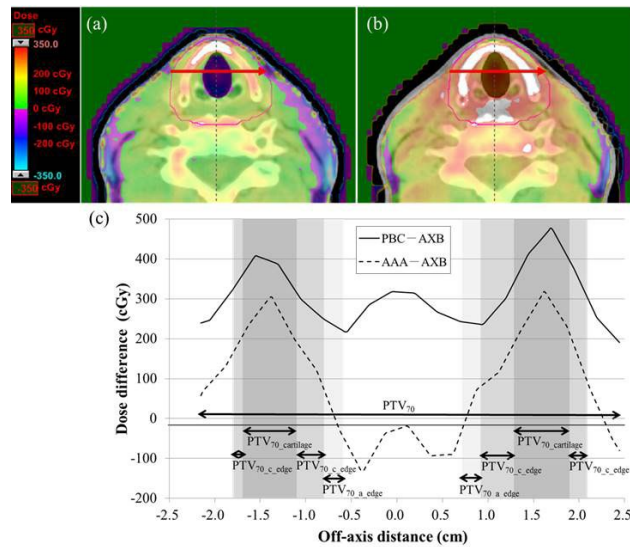 Dose
350 cGy
350.0
200 cGy
100 cGy
0 cGy
-100 cGy
-200 cGy
-350.0
-350 cGy
(a)
(b)
(c)
PBC－AXB
AAA－AXB
Dose difference (cGy)
500
400
300
200
100
0
-100
-200
PTV70
PTV70_cartilage
PTV70_cartilage
PTV70_c_edge
PTV70_c_edge
PTV70_c_edge
PTV70_c_edge
PTV70_a_edge
PTV70_a_edge
-2.5 -2.0 -1.5 -1.0 -0.5 0.0 0.5 1.0 1.5 2.0 2.5
Off-axis distance (cm)